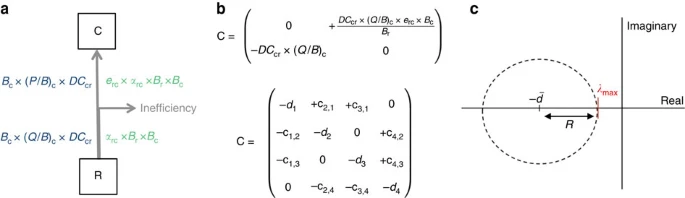 a
C
B_c × (P/B)_c × DC_cr
e_rc × α_rc × B_r × B_c
Inefficiency
B_c × (Q/B)_c × DC_cr
α_rc × B_r × B_c
R
b
C =
0 + DC_cr × (Q/B)_c × e_rc × B_c
B_r
−DC_cr × (Q/B)_c 0
C =
−d_1 +c_2,1 +c_3,1 0
−c_1,2 −d_2 0 +c_4,2
−c_1,3 0 −d_3 +c_4,3
0 −c_2,4 −c_3,4 −d_4
c
Imaginary
λ_max
−d̄
Real
R